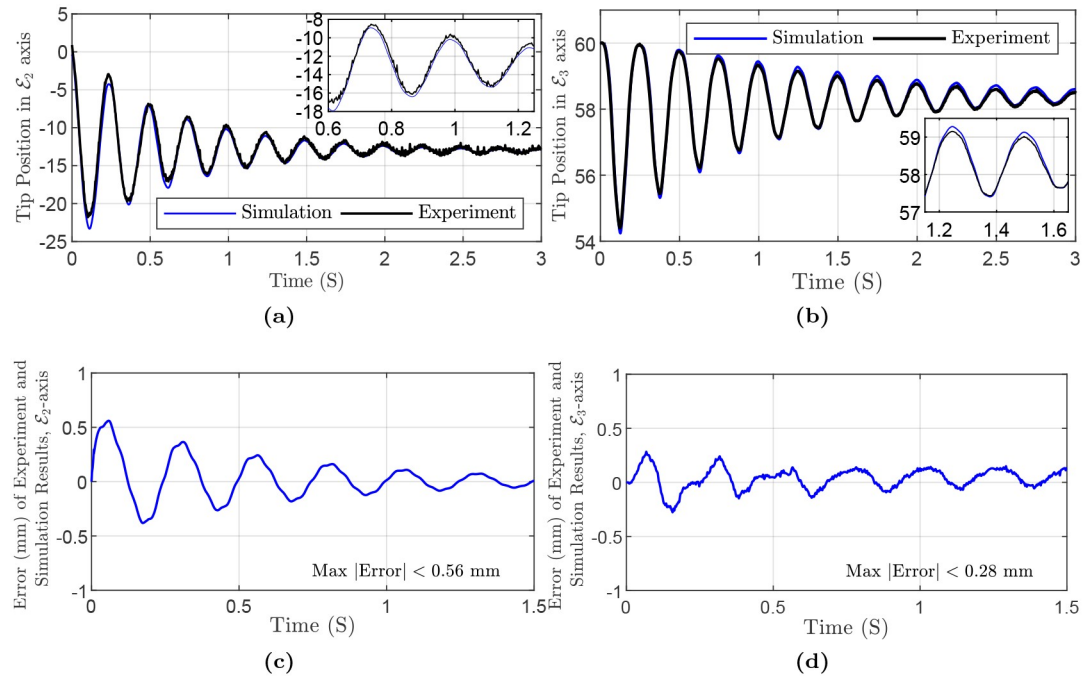 Tip Position in ℰ₂ axis
5
0
-5
-10
-15
-20
-25
0
0.5
1
1.5
2
2.5
3
Time (S)
-8
-10
-12
-14
-16
-18
0.6
0.8
1
1.2
Simulation
Experiment
(a)
Tip Position in ℰ₃ axis
60
58
56
54
0
0.5
1
1.5
2
2.5
3
Time (S)
Simulation
Experiment
59
58
57
1.2
1.4
1.6
(b)
Error (mm) of Experiment and
Simulation Results, ℰ₂-axis
1
0.5
0
-0.5
-1
0
0.5
1
1.5
Time (S)
Max |Error| < 0.56 mm
(c)
Error (mm) of Experiment and
Simulation Results, ℰ₃-axis
1
0.5
0
-0.5
-1
0
0.5
1
1.5
Time (S)
Max |Error| < 0.28 mm
(d)